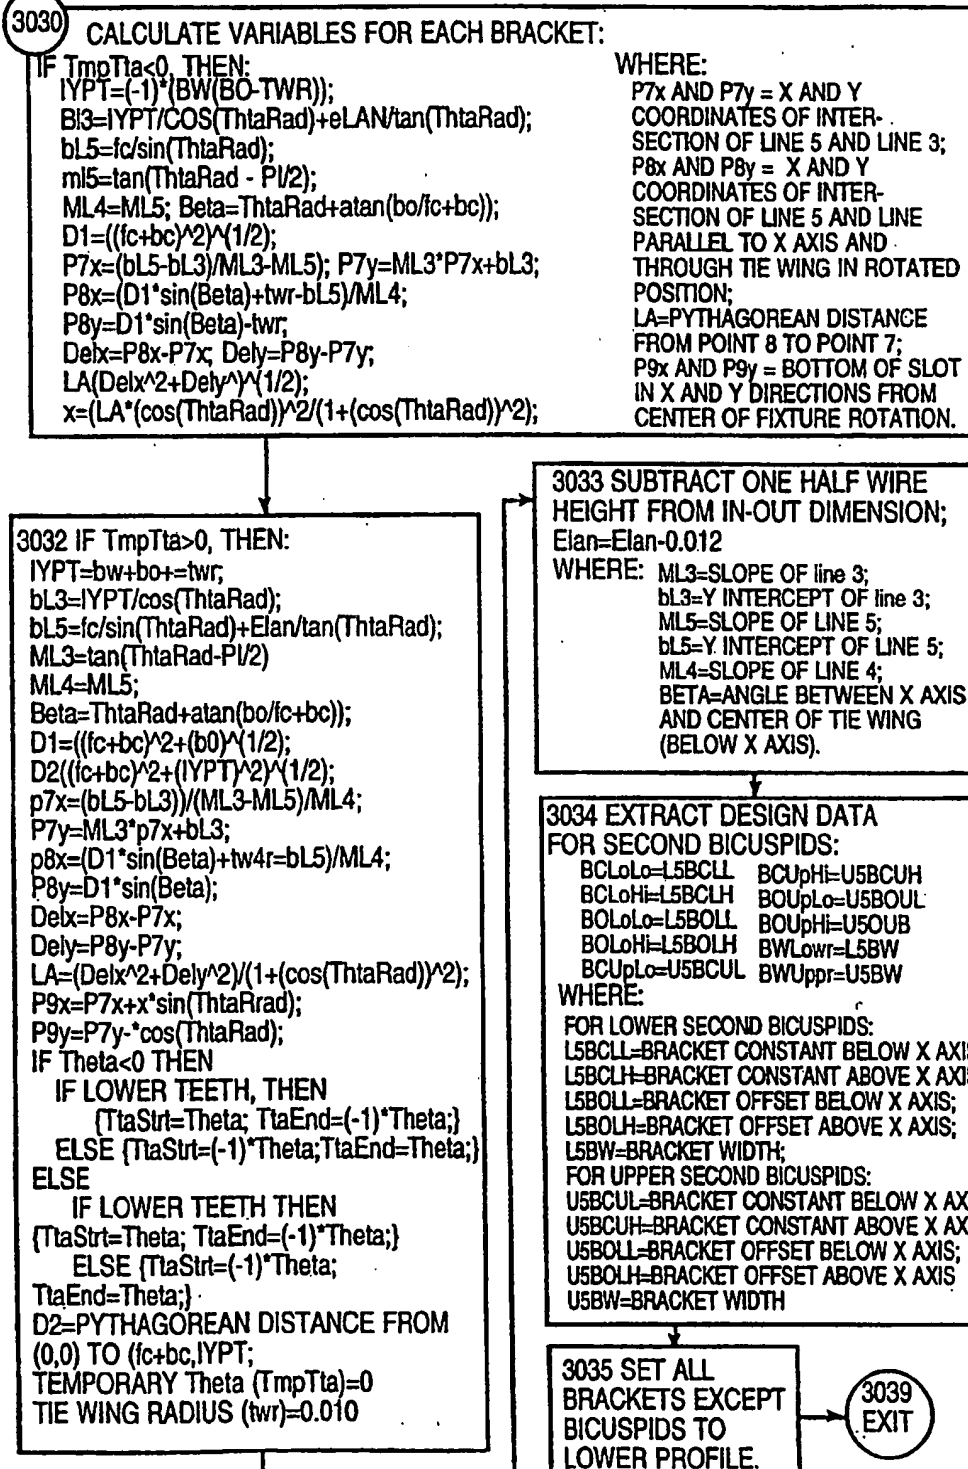 3030
CALCULATE VARIABLES FOR EACH BRACKET:
IF TmpTta<0, THEN:
IYPT=(-1)*(BW(BO-TWR));
Bl3=IYPT/COS(ThtaRad)+eLAN/tan(ThtaRad);
bL5=fc/sin(ThtaRad);
ml5=tan(ThtaRad - PI/2);
ML4=ML5; Beta=ThtaRad+atan(bo/fc+bc));
D1=((fc+bc)^2)^(1/2);
P7x=(bL5-bL3)/ML3-ML5); P7y=ML3*P7x+bL3;
P8x=(D1*sin(Beta)+twr-bL5)/ML4;
P8y=D1*sin(Beta)-twr;
Delx=P8x-P7x; Dely=P8y-P7y;
LA(Delx^2+Dely^)^(1/2);
x=(LA*(cos(ThtaRad))^2/(1+(cos(ThtaRad))^2);
WHERE:
P7x AND P7y = X AND Y
COORDINATES OF INTER-
SECTION OF LINE 5 AND LINE 3;
P8x AND P8y = X AND Y
COORDINATES OF INTER-
SECTION OF LINE 5 AND LINE
PARALLEL TO X AXIS AND
THROUGH TIE WING IN ROTATED
POSITION;
LA=PYTHAGOREAN DISTANCE
FROM POINT 8 TO POINT 7;
P9x AND P9y = BOTTOM OF SLOT
IN X AND Y DIRECTIONS FROM
CENTER OF FIXTURE ROTATION.
3032 IF TmpTta>0, THEN:
IYPT=bw+bo+=twr;
bL3=IYPT/cos(ThtaRad);
bL5=fc/sin(ThtaRad)+Elan/tan(ThtaRad);
ML3=tan(ThtaRad-PI/2)
ML4=ML5;
Beta=ThtaRad+atan(bo/fc+bc));
D1=((fc+bc)^2+(b0)^(1/2);
D2((fc+bc)^2+(IYPT)^2)^(1/2);
p7x=(bL5-bL3))/(ML3-ML5)/ML4;
P7y=ML3*p7x+bL3;
p8x=(D1*sin(Beta)+tw4r=bL5)/ML4;
P8y=D1*sin(Beta);
Delx=P8x-P7x;
Dely=P8y-P7y;
LA=(Delx^2+Dely^2)/(1+(cos(ThtaRad))^2);
P9x=P7x+x*sin(ThtaRrad);
P9y=P7y-*cos(ThtaRad);
IF Theta<0 THEN
IF LOWER TEETH, THEN
{TtaStrt=Theta; TtaEnd=(-1)*Theta;}
ELSE {TtaStrt=(-1)*Theta;TtaEnd=Theta;}
ELSE
IF LOWER TEETH THEN
{TtaStrt=Theta; TtaEnd=(-1)*Theta;}
ELSE {TtaStrt=(-1)*Theta;
TtaEnd=Theta;}
D2=PYTHAGOREAN DISTANCE FROM
(0,0) TO (fc+bc,IYPT;
TEMPORARY Theta (TmpTta)=0
TIE WING RADIUS (twr)=0.010
3033 SUBTRACT ONE HALF WIRE
HEIGHT FROM IN-OUT DIMENSION;
Elan=Elan-0.012
WHERE: ML3=SLOPE OF line 3;
bL3=Y INTERCEPT OF line 3;
ML5=SLOPE OF LINE 5;
bL5=Y INTERCEPT OF LINE 5;
ML4=SLOPE OF LINE 4;
BETA=ANGLE BETWEEN X AXIS
AND CENTER OF TIE WING
(BELOW X AXIS).
3034 EXTRACT DESIGN DATA
FOR SECOND BICUSPIDS:
BCLoLo=L5BCLL BCUpHi=U5BCUH
BCLoHi=L5BCLH BOUpLo=U5BOUL
BOLoLo=L5BOLL BOUpHi=U5OUB
BOLoHi=L5BOLH BWLowr=L5BW
BCUpLo=U5BCUL BWUppr=U5BW
WHERE:
FOR LOWER SECOND BICUSPIDS:
L5BCLL=BRACKET CONSTANT BELOW X AXI
L5BCLH=BRACKET CONSTANT ABOVE X AXI
L5BOLL=BRACKET OFFSET BELOW X AXIS;
L5BOLH=BRACKET OFFSET ABOVE X AXIS;
L5BW=BRACKET WIDTH;
FOR UPPER SECOND BICUSPIDS:
U5BCUL=BRACKET CONSTANT BELOW X AX
U5BCUH=BRACKET CONSTANT ABOVE X AX
U5BOLL=BRACKET OFFSET BELOW X AXIS;
U5BOLH=BRACKET OFFSET ABOVE X AXIS
U5BW=BRACKET WIDTH
3035 SET ALL
BRACKETS EXCEPT
BICUSPIDS TO
LOWER PROFILE.
3039
EXIT